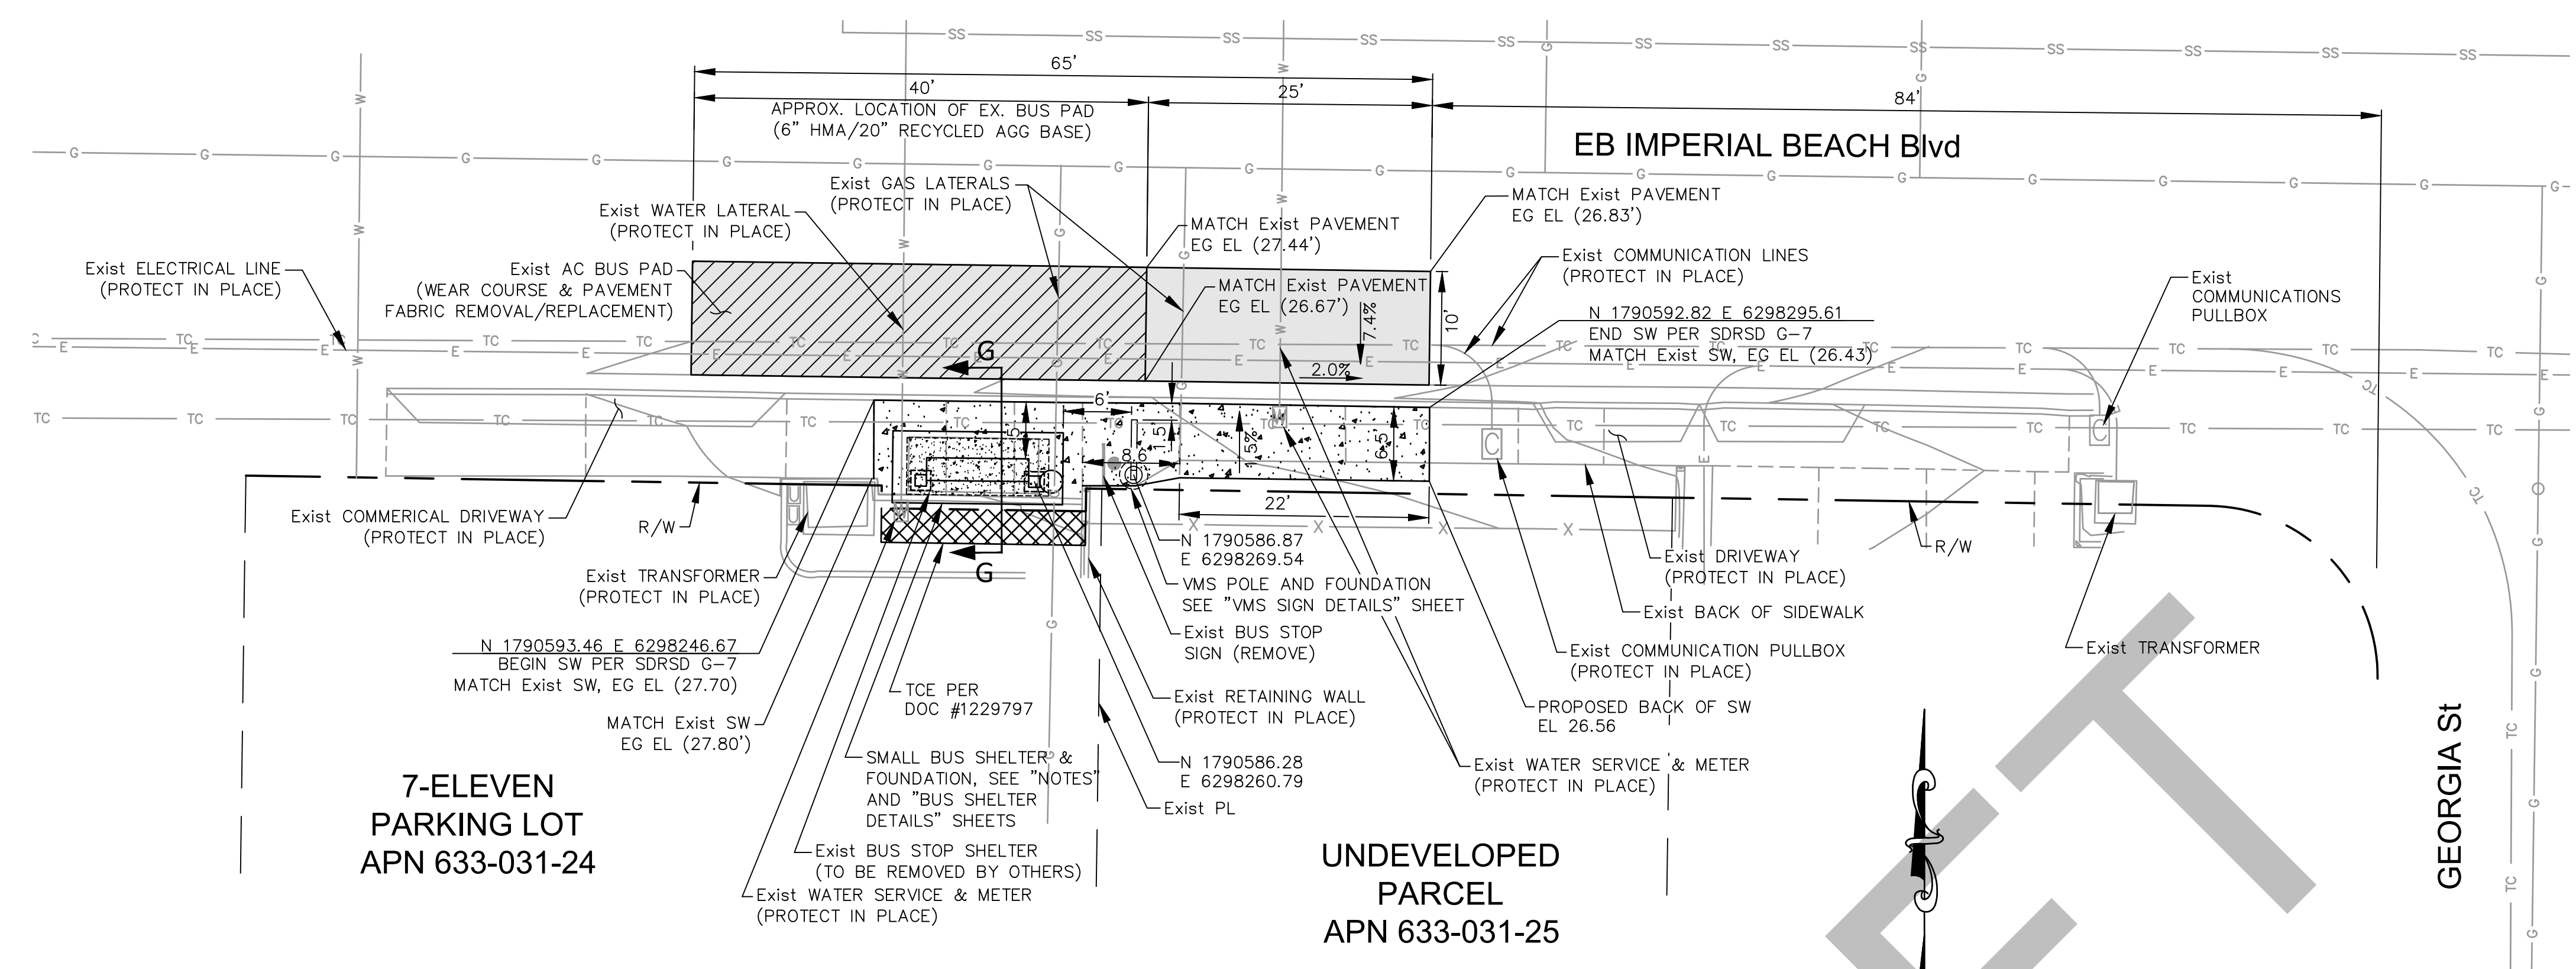 65'
40'
25'
84'
APPROX. LOCATION OF EX. BUS PAD
(6" HMA/20" RECYCLED AGG BASE)
EB IMPERIAL BEACH Blvd
Exist GAS LATERALS
(PROTECT IN PLACE)
Exist WATER LATERAL
(PROTECT IN PLACE)
MATCH Exist PAVEMENT
EG EL (27.44')
MATCH Exist PAVEMENT
EG EL (26.83')
Exist ELECTRICAL LINE
(PROTECT IN PLACE)
Exist AC BUS PAD
(WEAR COURSE & PAVEMENT
FABRIC REMOVAL/REPLACEMENT)
MATCH Exist PAVEMENT
EG EL (26.67')
7.4%
2.0%
10'
Exist COMMUNICATION LINES
(PROTECT IN PLACE)
N 1790592.82 E 6298295.61
END SW PER SDRSD G-7
MATCH Exist SW, EG EL (26.43)
Exist
COMMUNICATIONS
PULLBOX
G
G
6'
5
1.5
8.6
1.5%
6.5
22'
Exist COMMERICAL DRIVEWAY
(PROTECT IN PLACE)
R/W
Exist TRANSFORMER
(PROTECT IN PLACE)
N 1790593.46 E 6298246.67
BEGIN SW PER SDRSD G-7
MATCH Exist SW, EG EL (27.70)
MATCH Exist SW
EG EL (27.80')
TCE PER
DOC #1229797
SMALL BUS SHELTER &
FOUNDATION, SEE "NOTES"
AND "BUS SHELTER
DETAILS" SHEETS
Exist BUS STOP SHELTER
(TO BE REMOVED BY OTHERS)
Exist WATER SERVICE & METER
(PROTECT IN PLACE)
N 1790586.87
E 6298269.54
VMS POLE AND FOUNDATION
SEE "VMS SIGN DETAILS" SHEET
Exist BUS STOP
SIGN (REMOVE)
Exist RETAINING WALL
(PROTECT IN PLACE)
N 1790586.28
E 6298260.79
Exist PL
Exist DRIVEWAY
(PROTECT IN PLACE)
Exist BACK OF SIDEWALK
Exist COMMUNICATION PULLBOX
(PROTECT IN PLACE)
PROPOSED BACK OF SW
EL 26.56
Exist WATER SERVICE & METER
(PROTECT IN PLACE)
R/W
Exist TRANSFORMER
7-ELEVEN
PARKING LOT
APN 633-031-24
UNDEVELOPED
PARCEL
APN 633-031-25
GEORGIA St